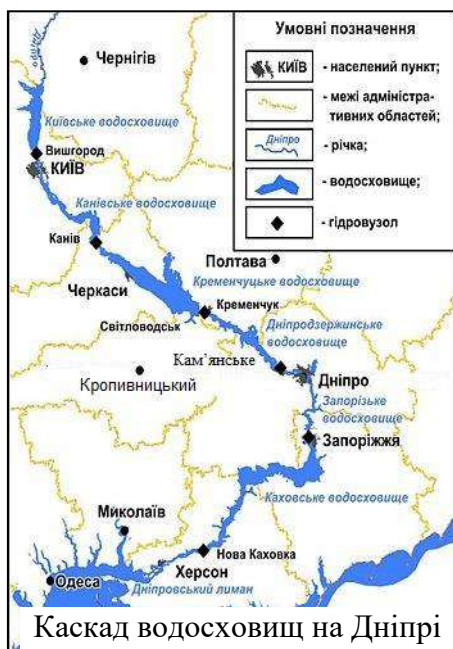 Умовні позначення
КИЇВ
- населений пункт;
- межі адміністра-
тивних областей;
Дніпро
- річка;
- водосховище;
- гідровузол
Чернігів
Київське водосховище
Вишгород
КИЇВ
Канівське водосховище
Канів
Полтава
Кременчуцьке водосховище
Черкаси
Кременчук
Світловодськ
Дніпродзержинське
водосховище
Кам’янське
Дніпро
Кропивницький
Запорізьке
водосховище
Запоріжжя
Каховське водосховище
Миколаїв
Нова Каховка
Одеса
Херсон
Дніпровський лиман
Каскад водосховищ на Дніпрі